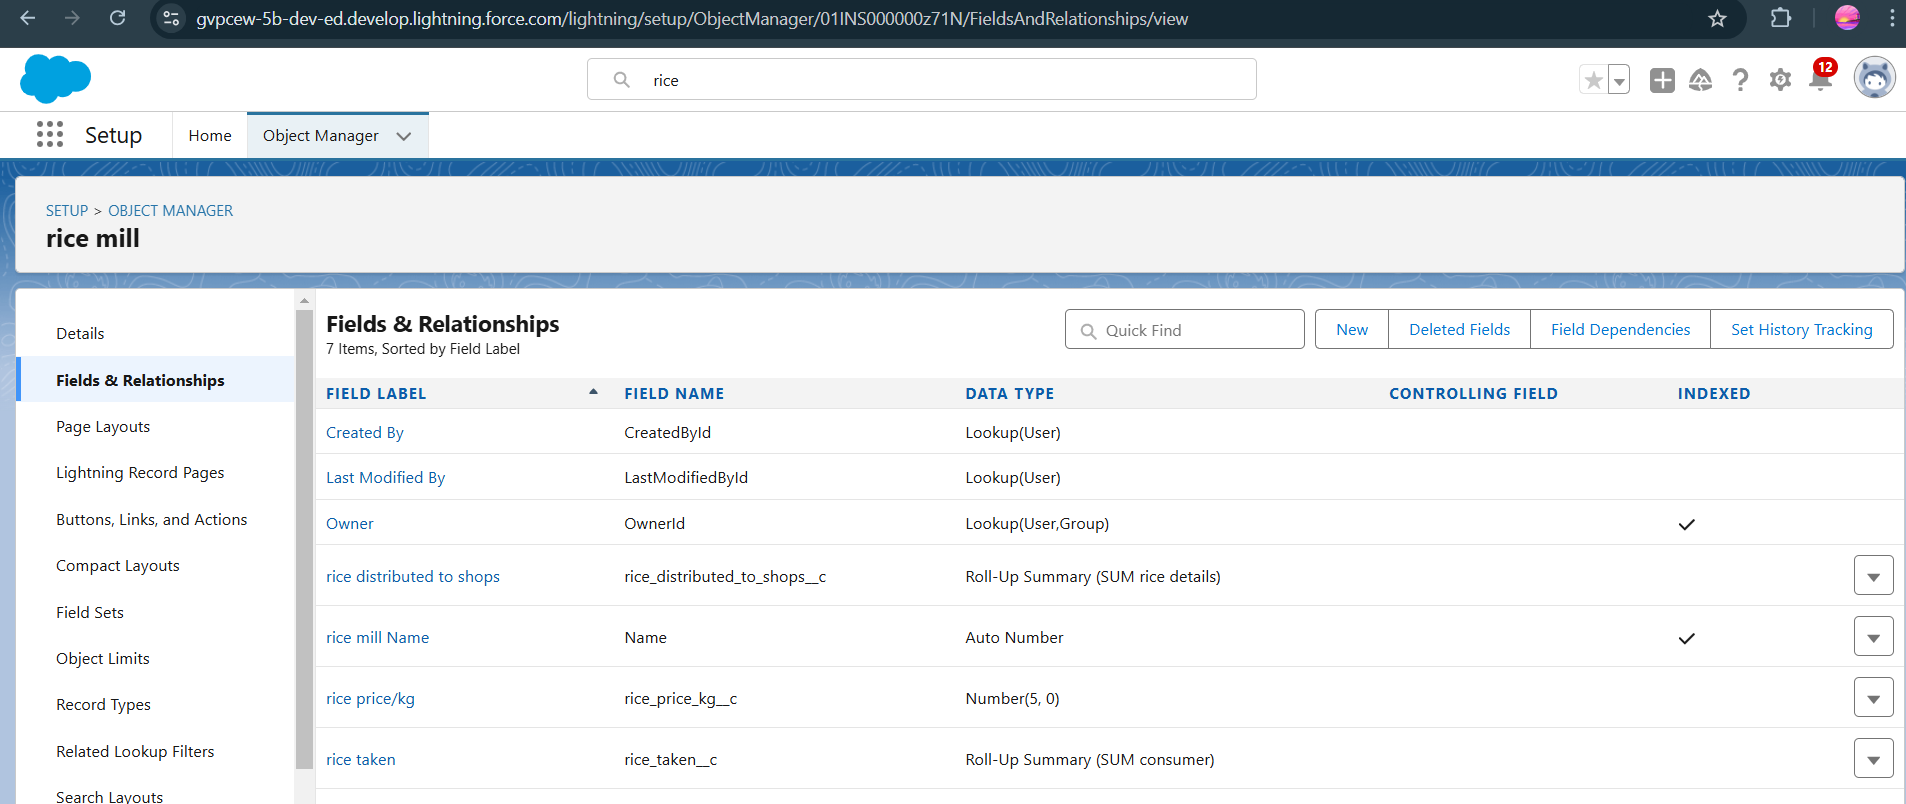 gvpcew-5b-dev-ed.develop.lightning.force.com/lightning/setup/ObjectManager/01INS000000z71N/FieldsAndRelationships/view
rice
12
Setup
Home
Object Manager
SETUP > OBJECT MANAGER
rice mill
Details
Fields & Relationships
Page Layouts
Lightning Record Pages
Buttons, Links, and Actions
Compact Layouts
Field Sets
Object Limits
Record Types
Related Lookup Filters
Search Layouts
Fields & Relationships
7 Items, Sorted by Field Label
Quick Find
New
Deleted Fields
Field Dependencies
Set History Tracking
FIELD LABEL FIELD NAME DATA TYPE CONTROLLING FIELD INDEXED
Created By CreatedById Lookup(User)
Last Modified By LastModifiedById Lookup(User)
Owner OwnerId Lookup(User,Group)
rice distributed to shops rice_distributed_to_shops__c Roll-Up Summary (SUM rice details)
rice mill Name Name Auto Number
rice price/kg rice_price_kg__c Number(5, 0)
rice taken rice_taken__c Roll-Up Summary (SUM consumer)